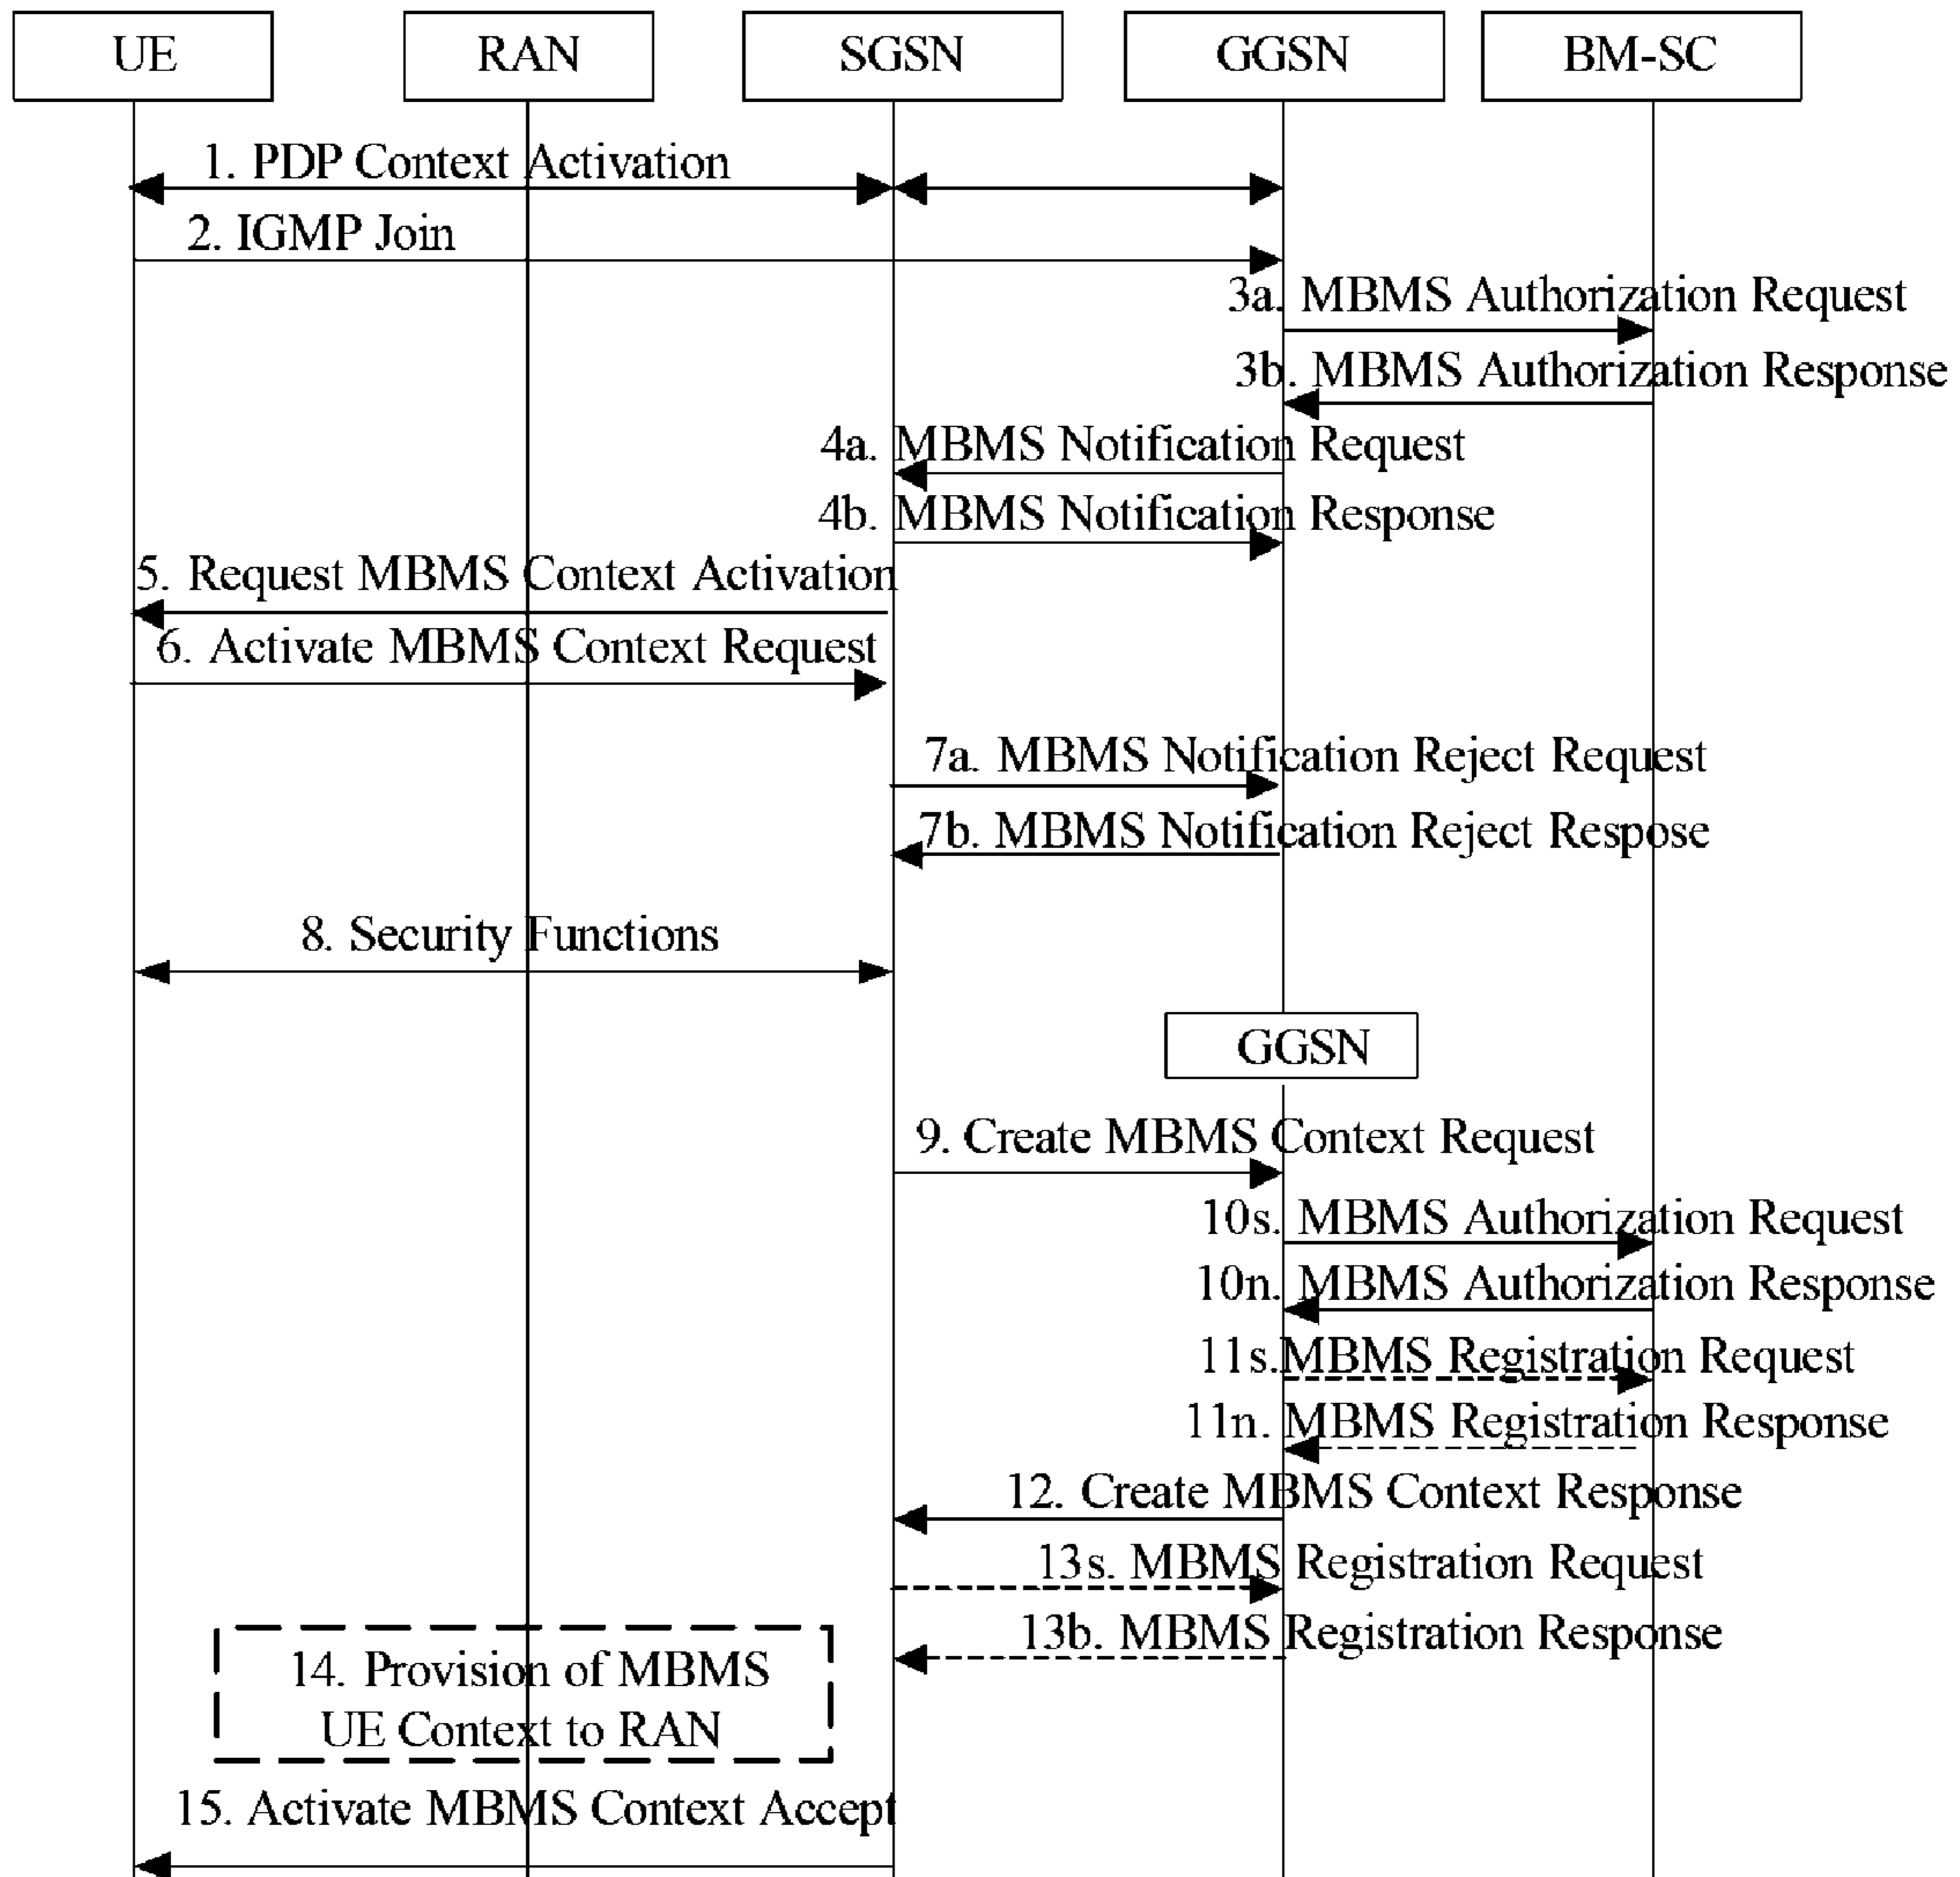 UE
RAN
SGSN
GGSN
BM-SC
1. PDP Context Activation
2. IGMP Join
3a. MBMS Authorization Request
3b. MBMS Authorization Response
4a. MBMS Notification Request
4b. MBMS Notification Response
5. Request MBMS Context Activation
6. Activate MBMS Context Request
7a. MBMS Notification Reject Request
7b. MBMS Notification Reject Respose
8. Security Functions
GGSN
9. Create MBMS Context Request
10s. MBMS Authorization Request
10n. MBMS Authorization Response
11s.MBMS Registration Request
11n. MBMS Registration Response
12. Create MBMS Context Response
13s. MBMS Registration Request
13b. MBMS Registration Response
14. Provision of MBMS
UE Context to RAN
15. Activate MBMS Context Accept